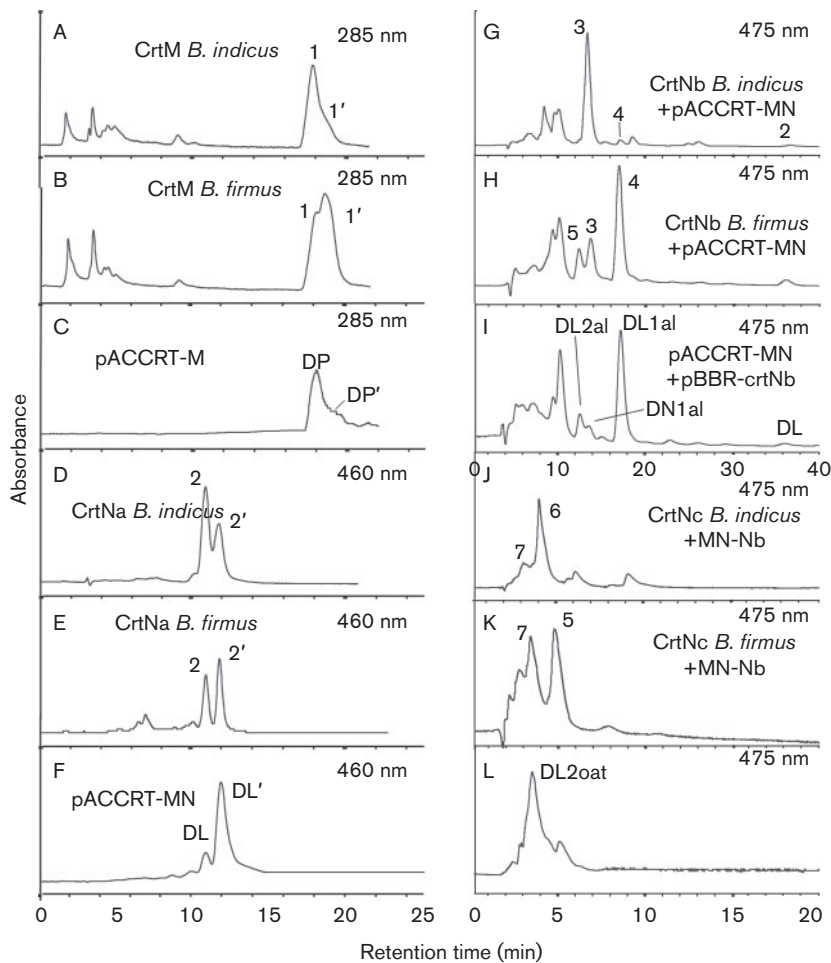 A
CrtM B. indicus
285 nm
1
1′
B
CrtM B. firmus
285 nm
1
1′
C
pACCRT-M
285 nm
DP
DP′
D
CrtNa B. indicus
460 nm
2
2′
E
CrtNa B. firmus
460 nm
2
2′
F
pACCRT-MN
460 nm
DL
DL′
0 5 10 15 20 25
G
475 nm
CrtNb B. indicus
+pACCRT-MN
3
4
2
H
475 nm
CrtNb B. firmus
+pACCRT-MN
5
3
4
I
475 nm
pACCRT-MN
+pBBR-crtNb
DL2al
DL1al
DN1al
DL
0 10 20 30 40
J
475 nm
CrtNc B. indicus
+MN-Nb
7
6
K
475 nm
CrtNc B. firmus
+MN-Nb
7
5
L
475 nm
DL2oat
0 5 10 15 20
Absorbance
Retention time (min)